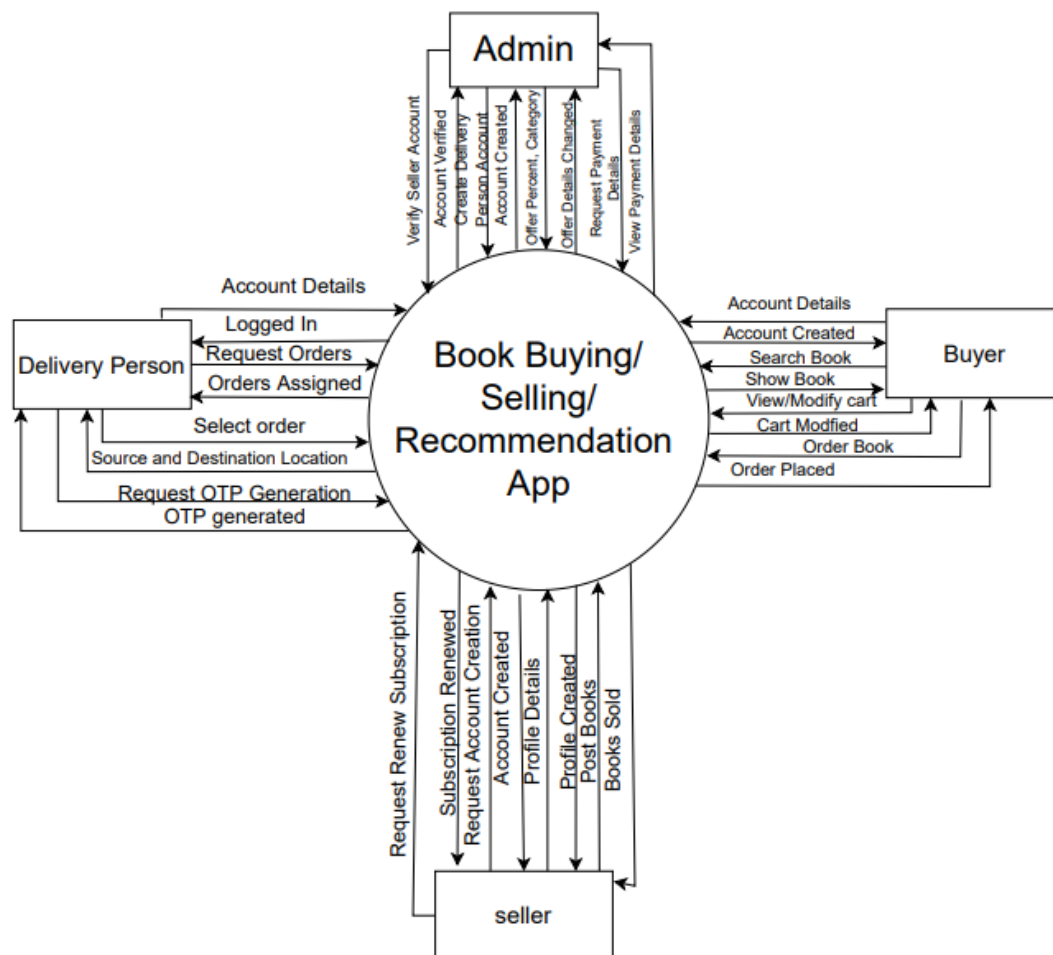 Admin
Verify Seller Account
Account Verified
Create Delivery
Person Account
Account Created
Offer Percent, Category
Offer Details Changed
Request Payment
Details
View Payment Details
Account Details
Logged In
Request Orders
Orders Assigned
Select order
Source and Destination Location
Request OTP Generation
OTP generated
Delivery Person
Book Buying/
Selling/
Recommendation
App
Account Details
Account Created
Search Book
Show Book
View/Modify cart
Cart Modfied
Order Book
Order Placed
Buyer
Request Renew Subscription
Subscription Renewed
Request Account Creation
Account Created
Profile Details
Profile Created
Post Books
Books Sold
seller